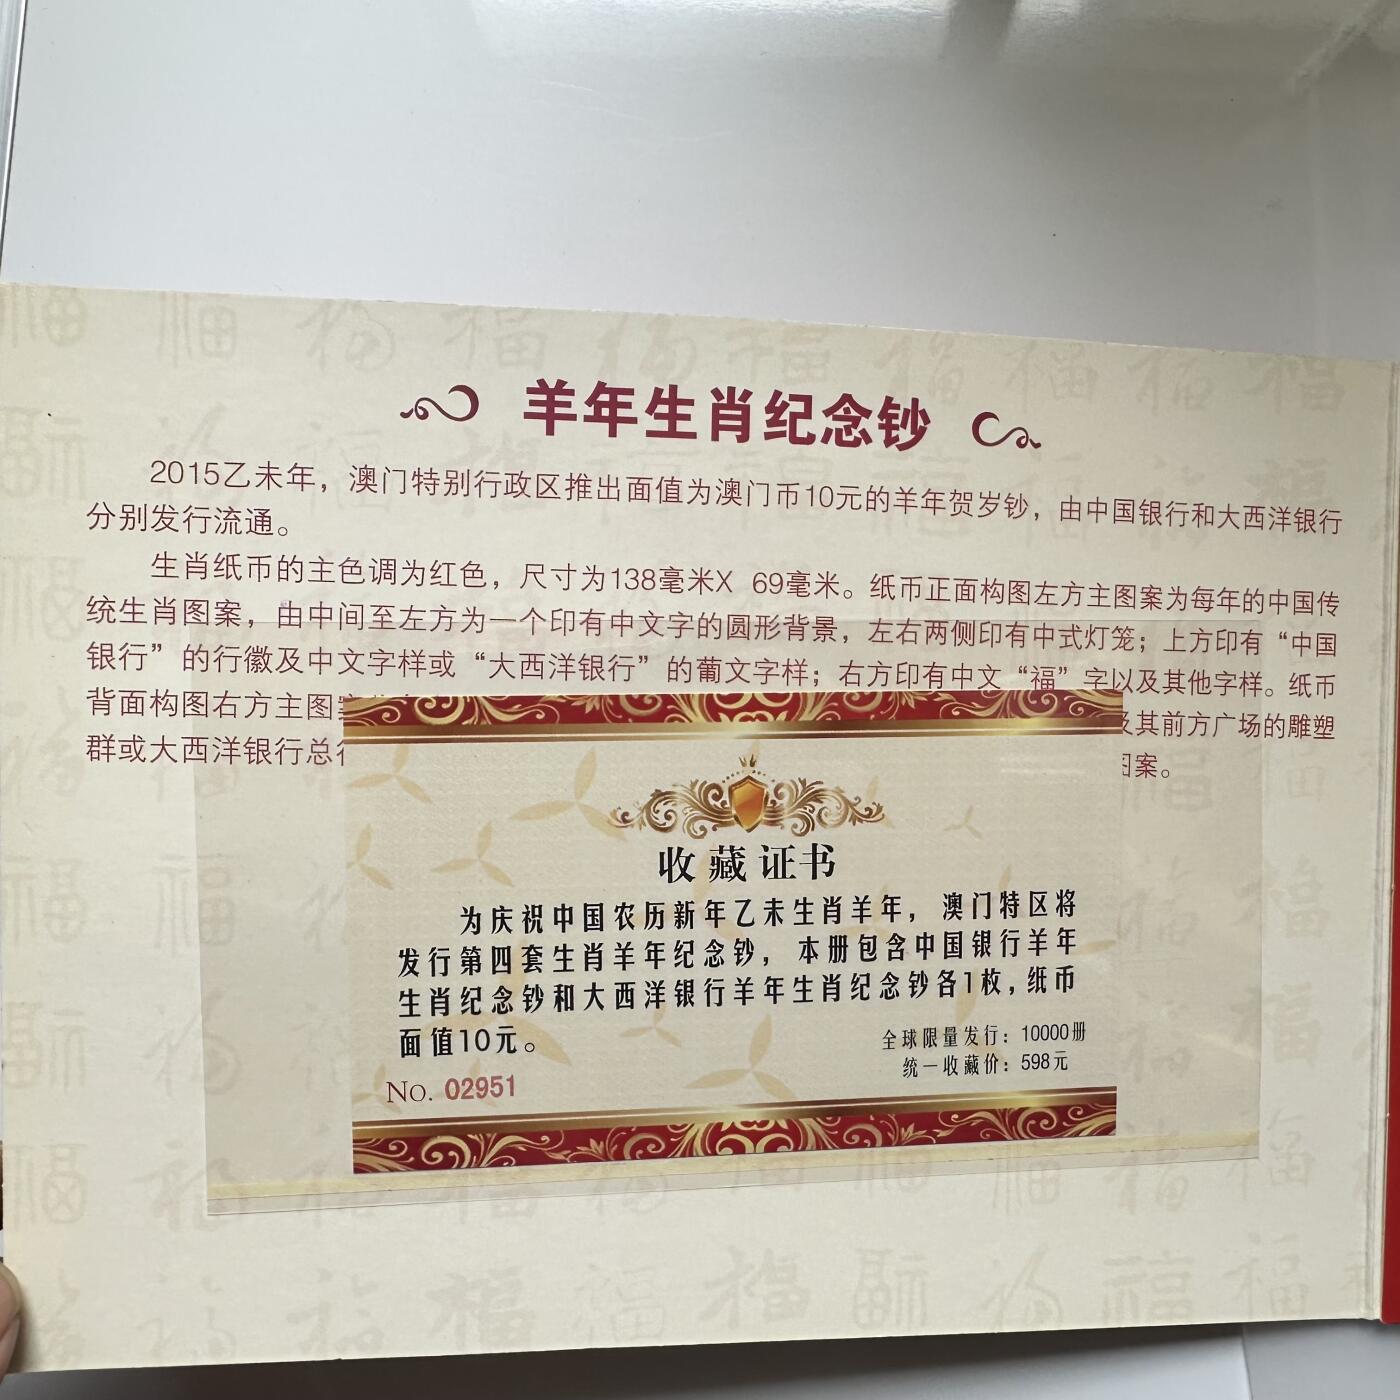 羊年生肖纪念钞
2015乙未年，澳门特别行政区推出面值为澳门币10元的羊年贺岁钞，由中国银行和大西洋银行
分别发行流通。
生肖纸币的主色调为红色，尺寸为138毫米X 69毫米。纸币正面构图左方主图案为每年的中国传
统生肖图案，由中间至左方为一个印有中文字的圆形背景，左右两侧印有中式灯笼；上方印有“中国
银行”的行徽及中文字样或“大西洋银行”的葡文字样；右方印有中文“福”字以及其他字样。纸币
背面构图右方主图 及其前方广场的雕塑
群或大西洋银行总 图案。
收藏证书
为庆祝中国农历新年乙未生肖羊年，澳门特区将
发行第四套生肖羊年纪念钞，本册包含中国银行羊年
生肖纪念钞和大西洋银行羊年生肖纪念钞各1枚，纸币
面值10元。
全球限量发行：10000册
统一收藏价：598元
No. 02951